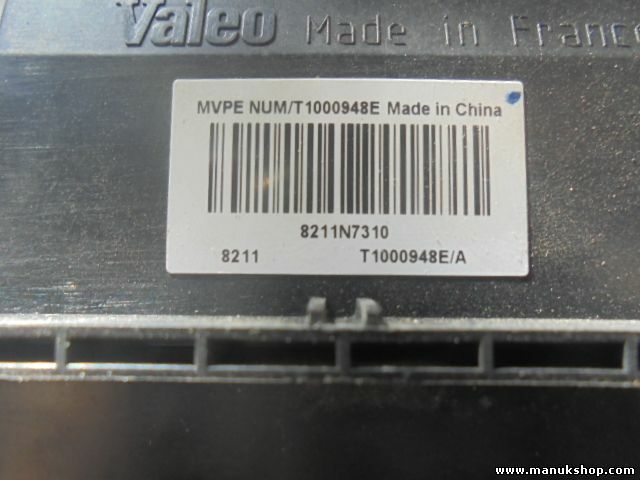 Valeo Made in France
MVPE NUM/T1000948E Made in China
8211N7310
8211 T1000948E/A
www.manukshop.com